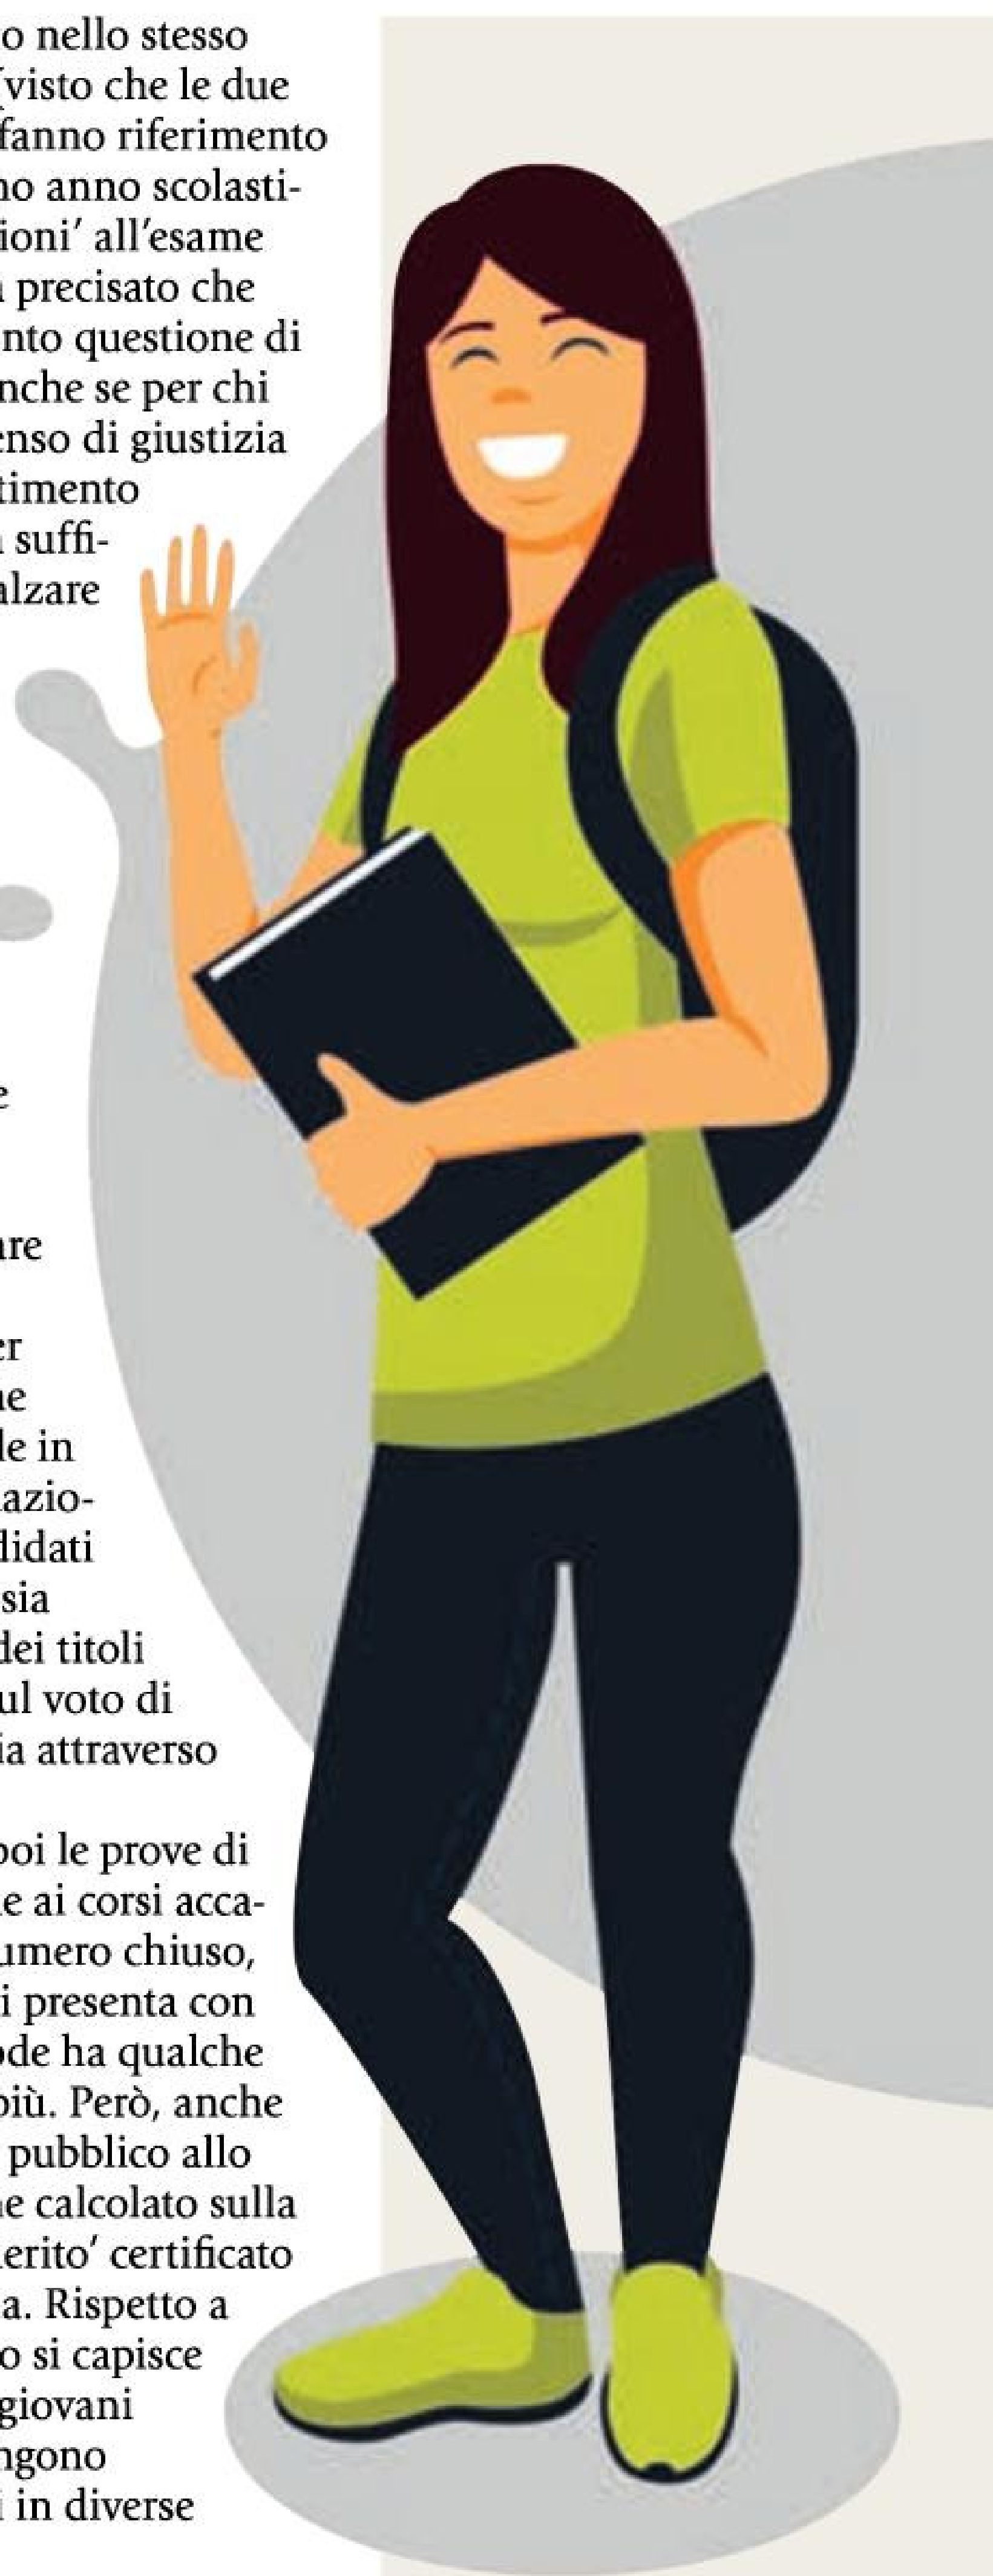 o nello stesso
(visto che le due
fanno riferimento
no anno scolasti-
ioni’ all’esame
precisato che
nto questione di
nche se per chi
enso di giustizia
timento
suffi-
alzare
e
are
er
ne
le in
azio-
didati
sia
dei titoli
ul voto di
ia attraverso
poi le prove di
e ai corsi acca-
umero chiuso,
i presenta con
ode ha qualche
più. Però, anche
pubblico allo
ne calcolato sulla
erito’ certificato
a. Rispetto a
o si capisce
giovani
ngono
i in diverse